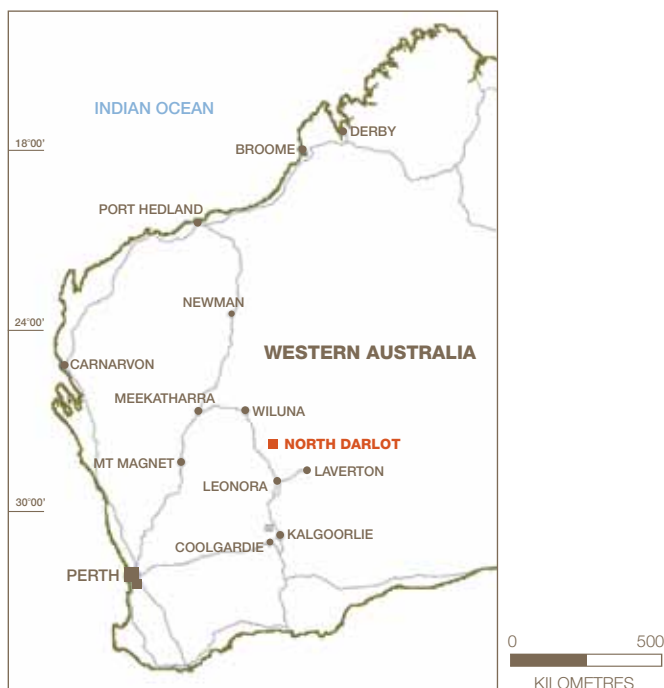 INDIAN OCEAN
DERBY
18°00'
BROOME
PORT HEDLAND
NEWMAN
24°00'
WESTERN AUSTRALIA
CARNARVON
MEEKATHARRA
WILUNA
NORTH DARLOT
MT MAGNET
LAVERTON
LEONORA
30°00'
KALGOORLIE
COOLGARDIE
PERTH
0 500
KILOMETRES